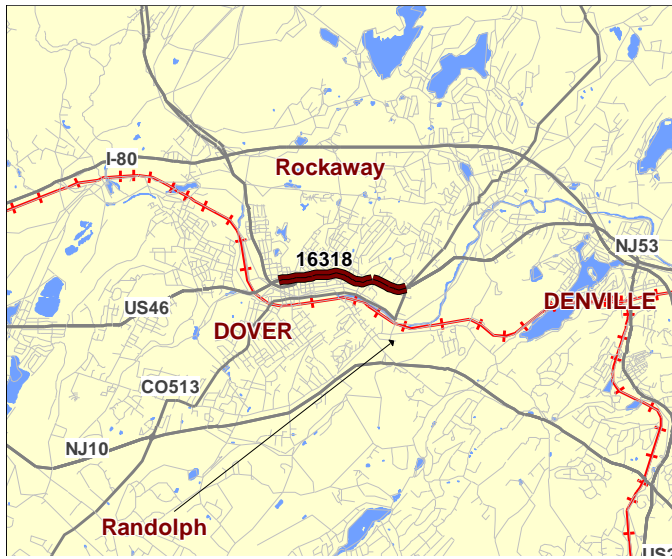 I-80
Rockaway
16318
NJ53
US46
DOVER
DENVILLE
CO513
NJ10
Randolph